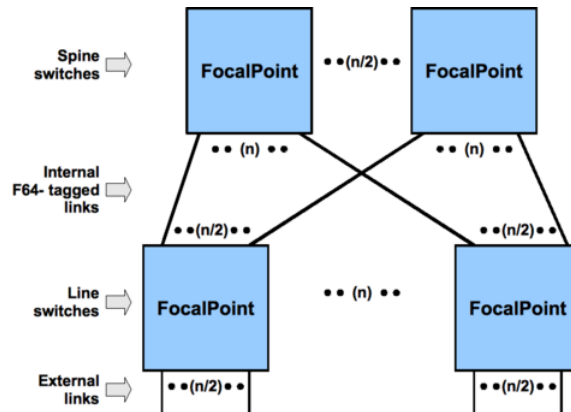 Spine
switches
FocalPoint
••(n/2)••
FocalPoint
•• (n) ••
•• (n) ••
Internal
F64- tagged
links
••(n/2)••
••(n/2)••
Line
switches
FocalPoint
•• (n) ••
FocalPoint
External
links
••(n/2)••
••(n/2)••